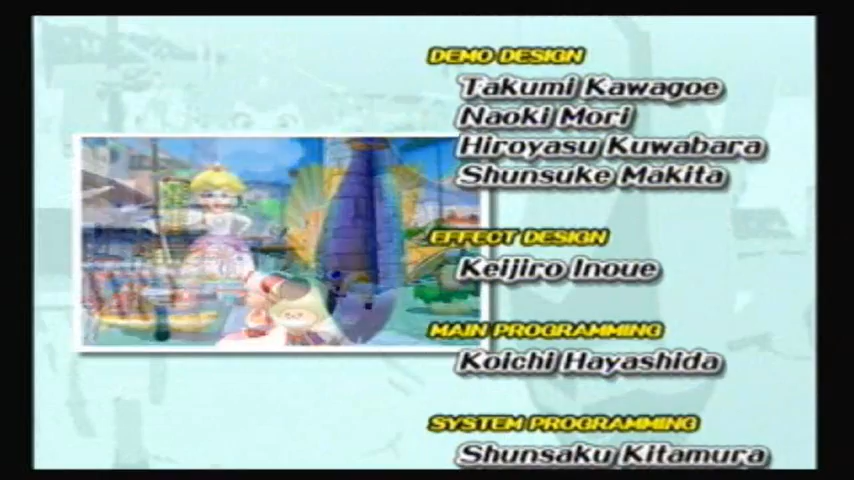 DEMO DESIGN
Takumi Kawagoe
Naoki Mori
Hiroyasu Kuwabara
Shunsuke Makita
EFFECT DESIGN
Keijiro Inoue
MAIN PROGRAMMING
Koichi Hayashida
SYSTEM PROGRAMMING
Shunsaku Kitamura